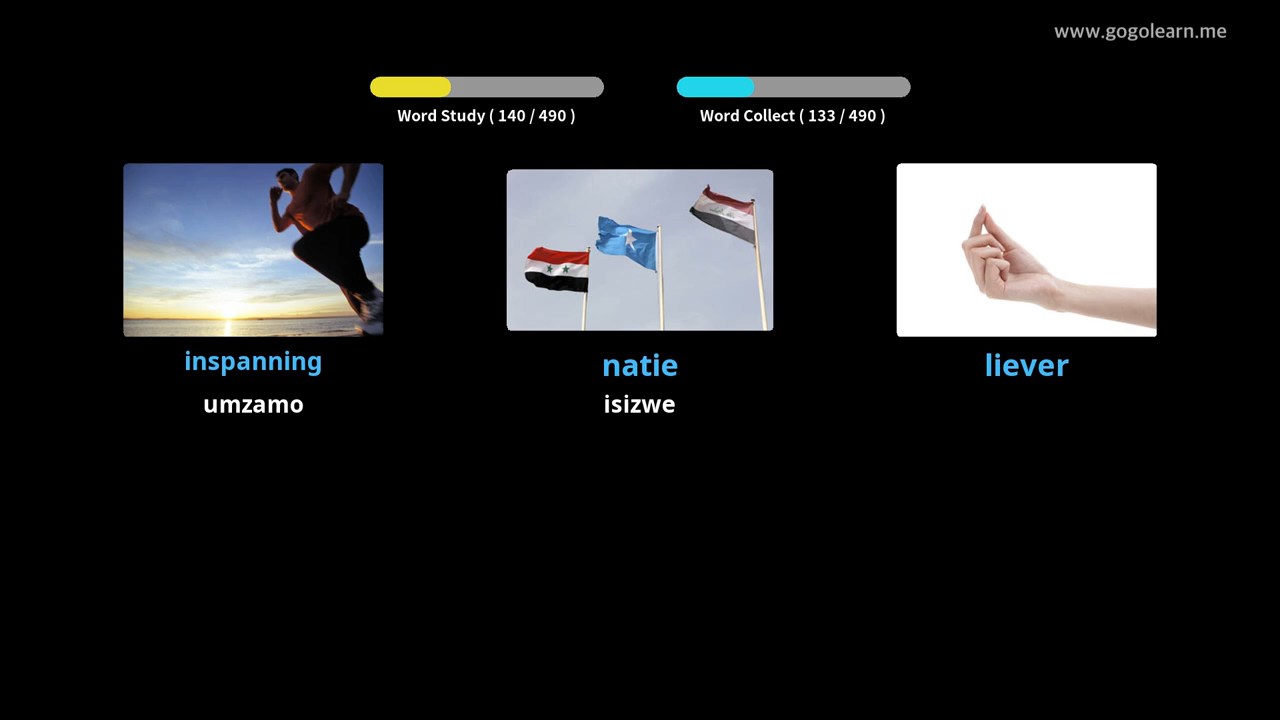 www.gogolearn.me
Word Study ( 140 / 490 )
Word Collect ( 133 / 490 )
inspanning
umzamo
natie
isizwe
liever